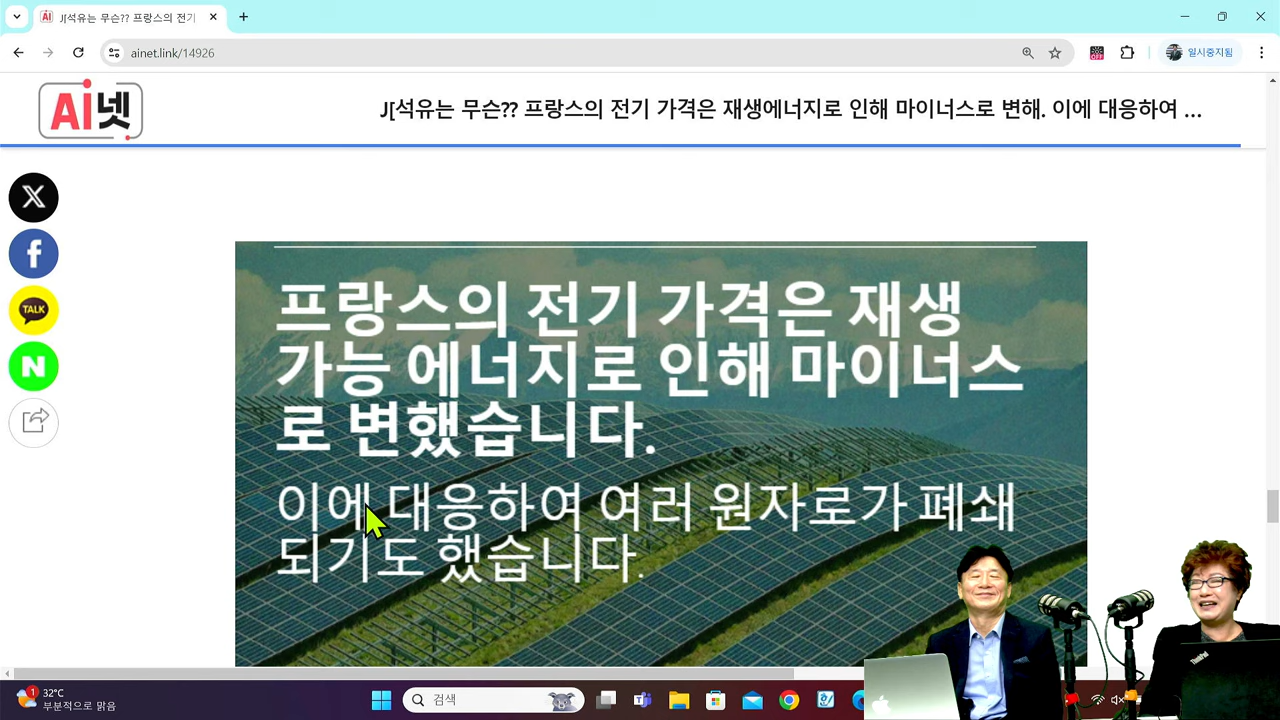 J[석유는 무슨?? 프랑스의 전기
ainet.link/14926
일시중지됨
OFF
Ai넷
J[석유는 무슨?? 프랑스의 전기 가격은 재생에너지로 인해 마이너스로 변해. 이에 대응하여 ...
X
f
TALK
N
프랑스의 전기 가격은 재생
가능 에너지로 인해 마이너스
로 변했습니다.
이에 대응하여 여러 원자로가 폐쇄
되기도 했습니다.
ThinkPad
1
32°C
부분적으로 맑음
검색